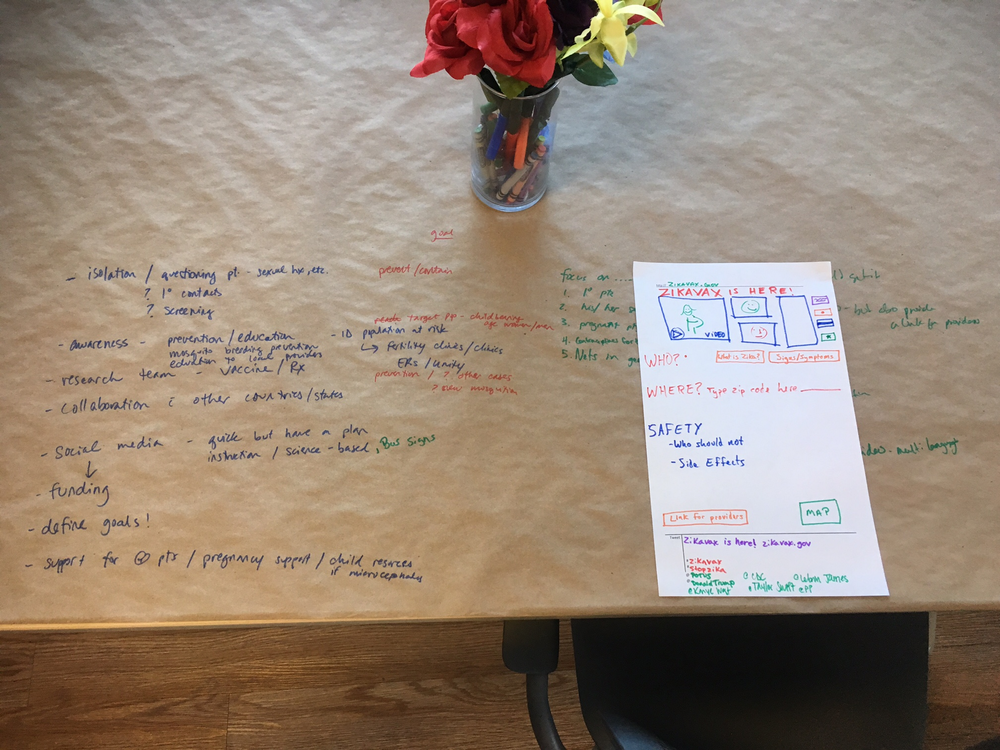 goal
- isolation / questioning pt. - sexual hx, etc.
? 1° contacts
? screening
prevent/contain
target pop - childbearing
age women/men
- awareness - prevention/education
mosquito breeding prevention
education to local providers
- ID population at risk
↳ fertility clinics/clinics
ERs / unity
prevention / ? other cases
? new mosquitios
- research team - vaccine / Rx
- Collaboration c̄ other countries/states
- Social media - quick but have a plan
instruction / science-based, Bus Signs
↓
- funding
- define goals!
- support for pts / pregnancy support / child resorces
if microcephalus
focus on .....
1. 1° pts
2. his/her
3. pregnant
4.
5. Nets in
- but also provide
a link for providers
- multi-language
http:// ZIKAVAX.GOV
ZIKAVAX IS HERE!
VIDEO
WHO?
What is Zika?
Signs/Symptoms
WHERE? Type zip code here
SAFETY
- Who should not
- Side Effects
Link for providers
MAP
Tweet
Zikavax is here! zikavax.gov
#zikavax
#Stopzika
@POTUS
@Donald Trump
@Kanye West
@CDC
@Taylor Swift
@Lebron James
@PP